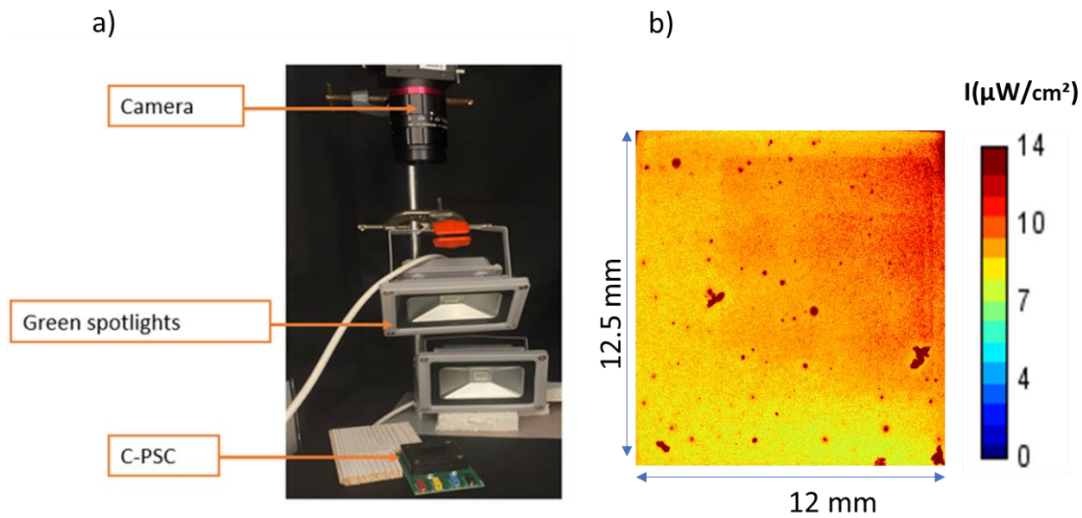 a)
b)
Camera
Green spotlights
C-PSC
I(µW/cm²)
14
10
7
4
0
12.5 mm
12 mm